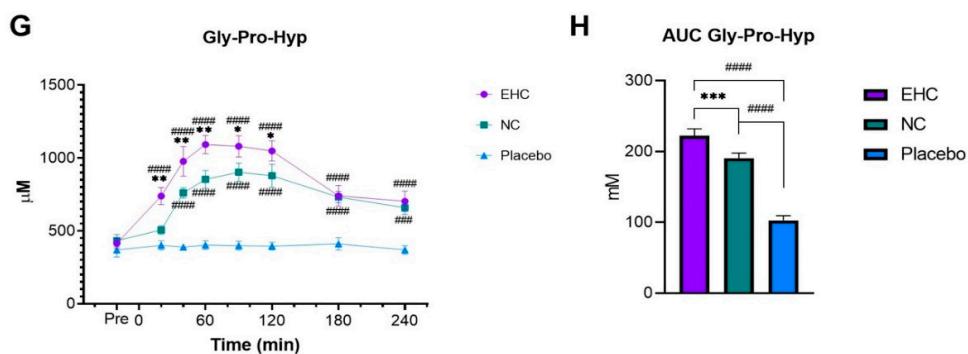 G
Gly-Pro-Hyp
1500
1000
500
0
μM
Pre 0 60 120 180 240
Time (min)
####
**
####
**
####
**
####
*
####
*
####
####
####
####
####
####
####
###
EHC
NC
Placebo
H
AUC Gly-Pro-Hyp
####
*** ####
300
200
100
0
mM
EHC
NC
Placebo